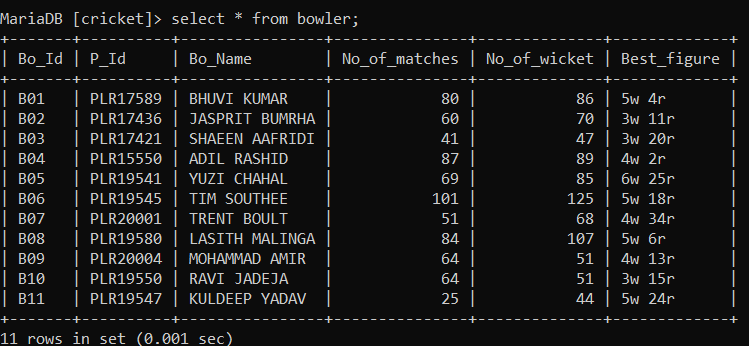 MariaDB [cricket]> select * from bowler;
+-------+----------+----------------+---------------+--------------+-------------+
| Bo_Id | P_Id     | Bo_Name        | No_of_matches | No_of_wicket | Best_figure |
+-------+----------+----------------+---------------+--------------+-------------+
| B01   | PLR17589 | BHUVI KUMAR    |            80 |           86 | 5w 4r       |
| B02   | PLR17436 | JASPRIT BUMRHA |            60 |           70 | 3w 11r      |
| B03   | PLR17421 | SHAEEN AAFRIDI |            41 |           47 | 3w 20r      |
| B04   | PLR15550 | ADIL RASHID    |            87 |           89 | 4w 2r       |
| B05   | PLR19541 | YUZI CHAHAL    |            69 |           85 | 6w 25r      |
| B06   | PLR19545 | TIM SOUTHEE    |           101 |          125 | 5w 18r      |
| B07   | PLR20001 | TRENT BOULT    |            51 |           68 | 4w 34r      |
| B08   | PLR19580 | LASITH MALINGA |            84 |          107 | 5w 6r       |
| B09   | PLR20004 | MOHAMMAD AMIR  |            64 |           51 | 4w 13r      |
| B10   | PLR19550 | RAVI JADEJA    |            64 |           51 | 3w 15r      |
| B11   | PLR19547 | KULDEEP YADAV  |            25 |           44 | 5w 24r      |
+-------+----------+----------------+---------------+--------------+-------------+
11 rows in set (0.001 sec)